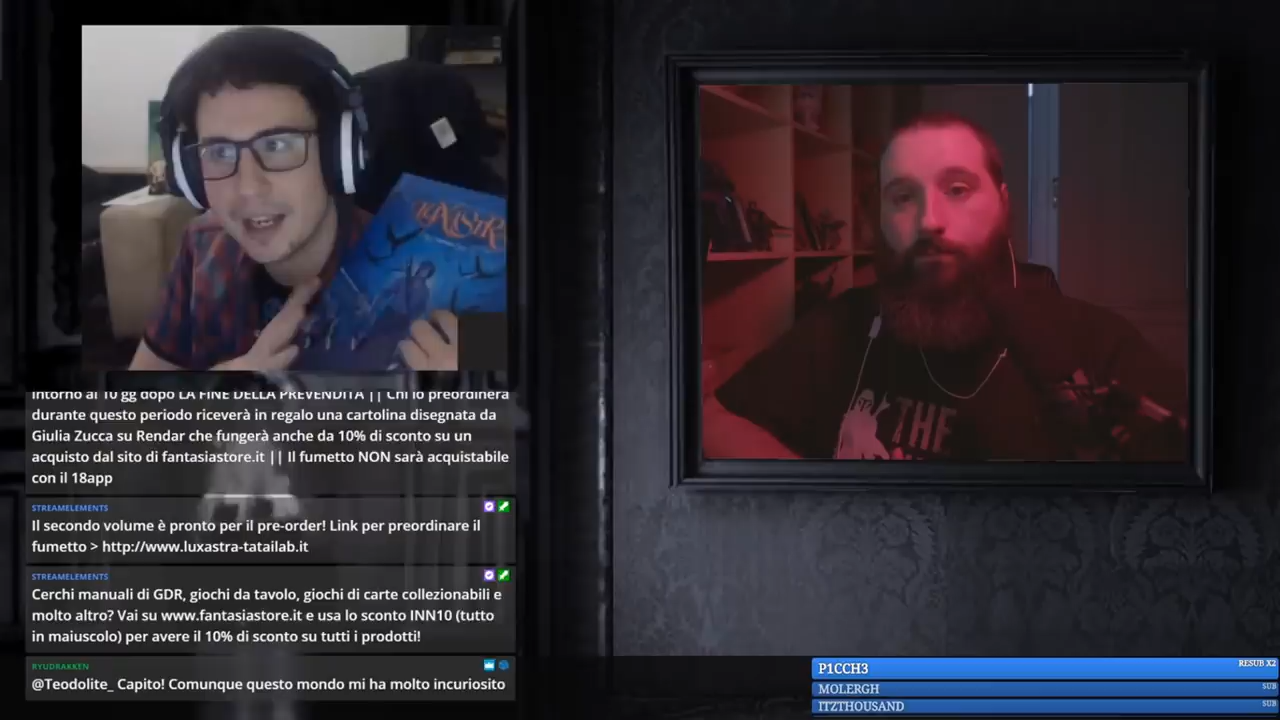 intorno ai 10 gg dopo LA FINE DELLA PREVENDITA || Chi lo preordinerà
durante questo periodo riceverà in regalo una cartolina disegnata da
Giulia Zucca su Rendar che fungerà anche da 10% di sconto su un
acquisto dal sito di fantasiastore.it || Il fumetto NON sarà acquistabile
con il 18app
STREAMELEMENTS
Il secondo volume è pronto per il pre-order! Link per preordinare il
fumetto > http://www.luxastra-tatailab.it
STREAMELEMENTS
Cerchi manuali di GDR, giochi da tavolo, giochi di carte collezionabili e
molto altro? Vai su www.fantasiastore.it e usa lo sconto INN10 (tutto
in maiuscolo) per avere il 10% di sconto su tutti i prodotti!
RYUDRAKKEN
@Teodolite_ Capito! Comunque questo mondo mi ha molto incuriosito
THE
P1CCH3 RESUB X2
MOLERGH SUB
ITZTHOUSAND SUB